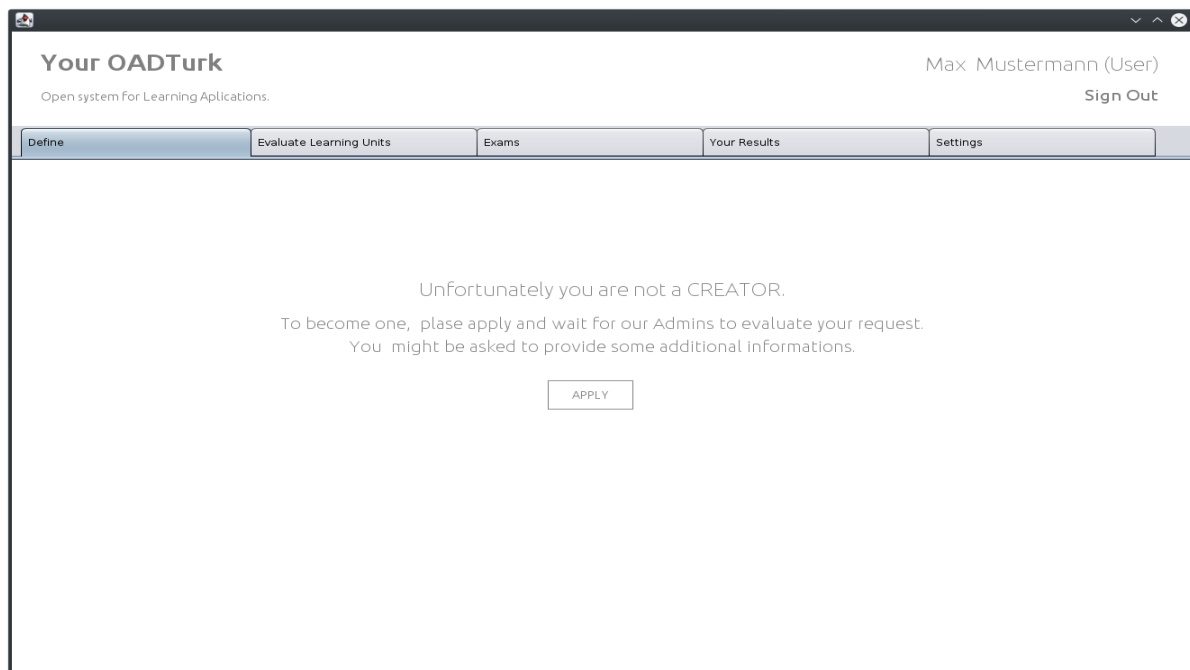 Your OADTurk
Max Mustermann (User)
Open system for Learning Aplications.
Sign Out
Define
Evaluate Learning Units
Exams
Your Results
Settings
Unfortunately you are not a CREATOR.
To become one, plase apply and wait for our Admins to evaluate your request.
You might be asked to provide some additional informations.
APPLY